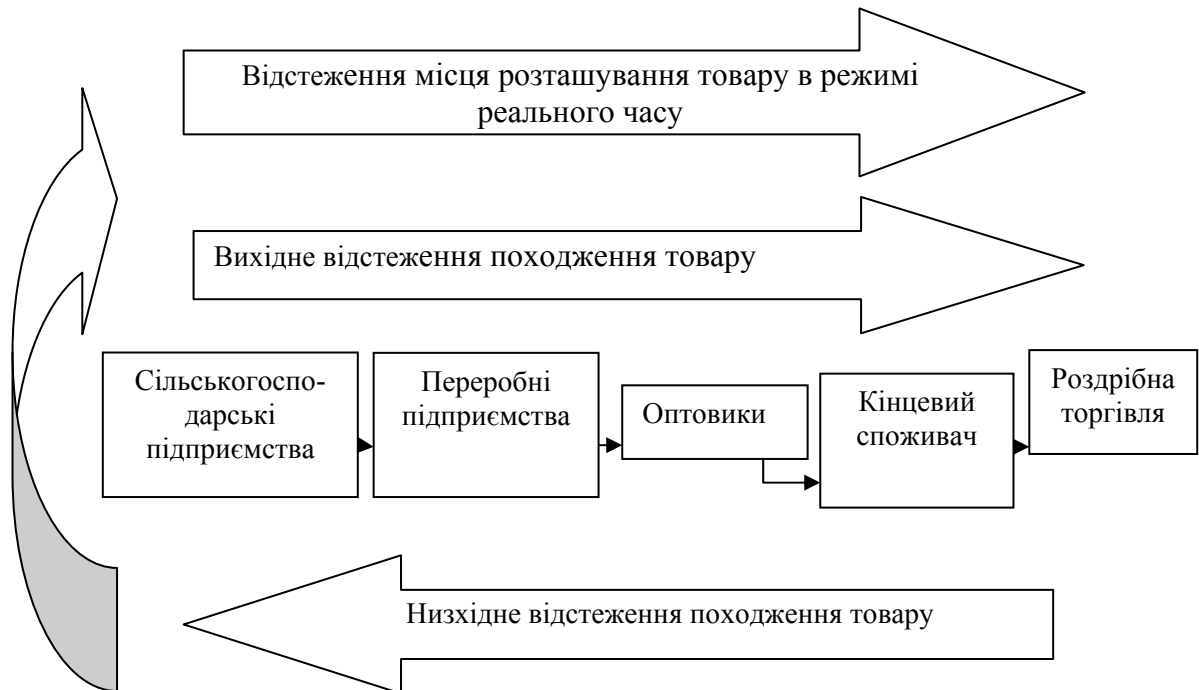 Відстеження місця розташування товару в режимі
реального часу
Вихідне відстеження походження товару
Сільськогоспо-
дарські
підприємства
Переробні
підприємства
Оптовики
Кінцевий
споживач
Роздрібна
торгівля
Низхідне відстеження походження товару